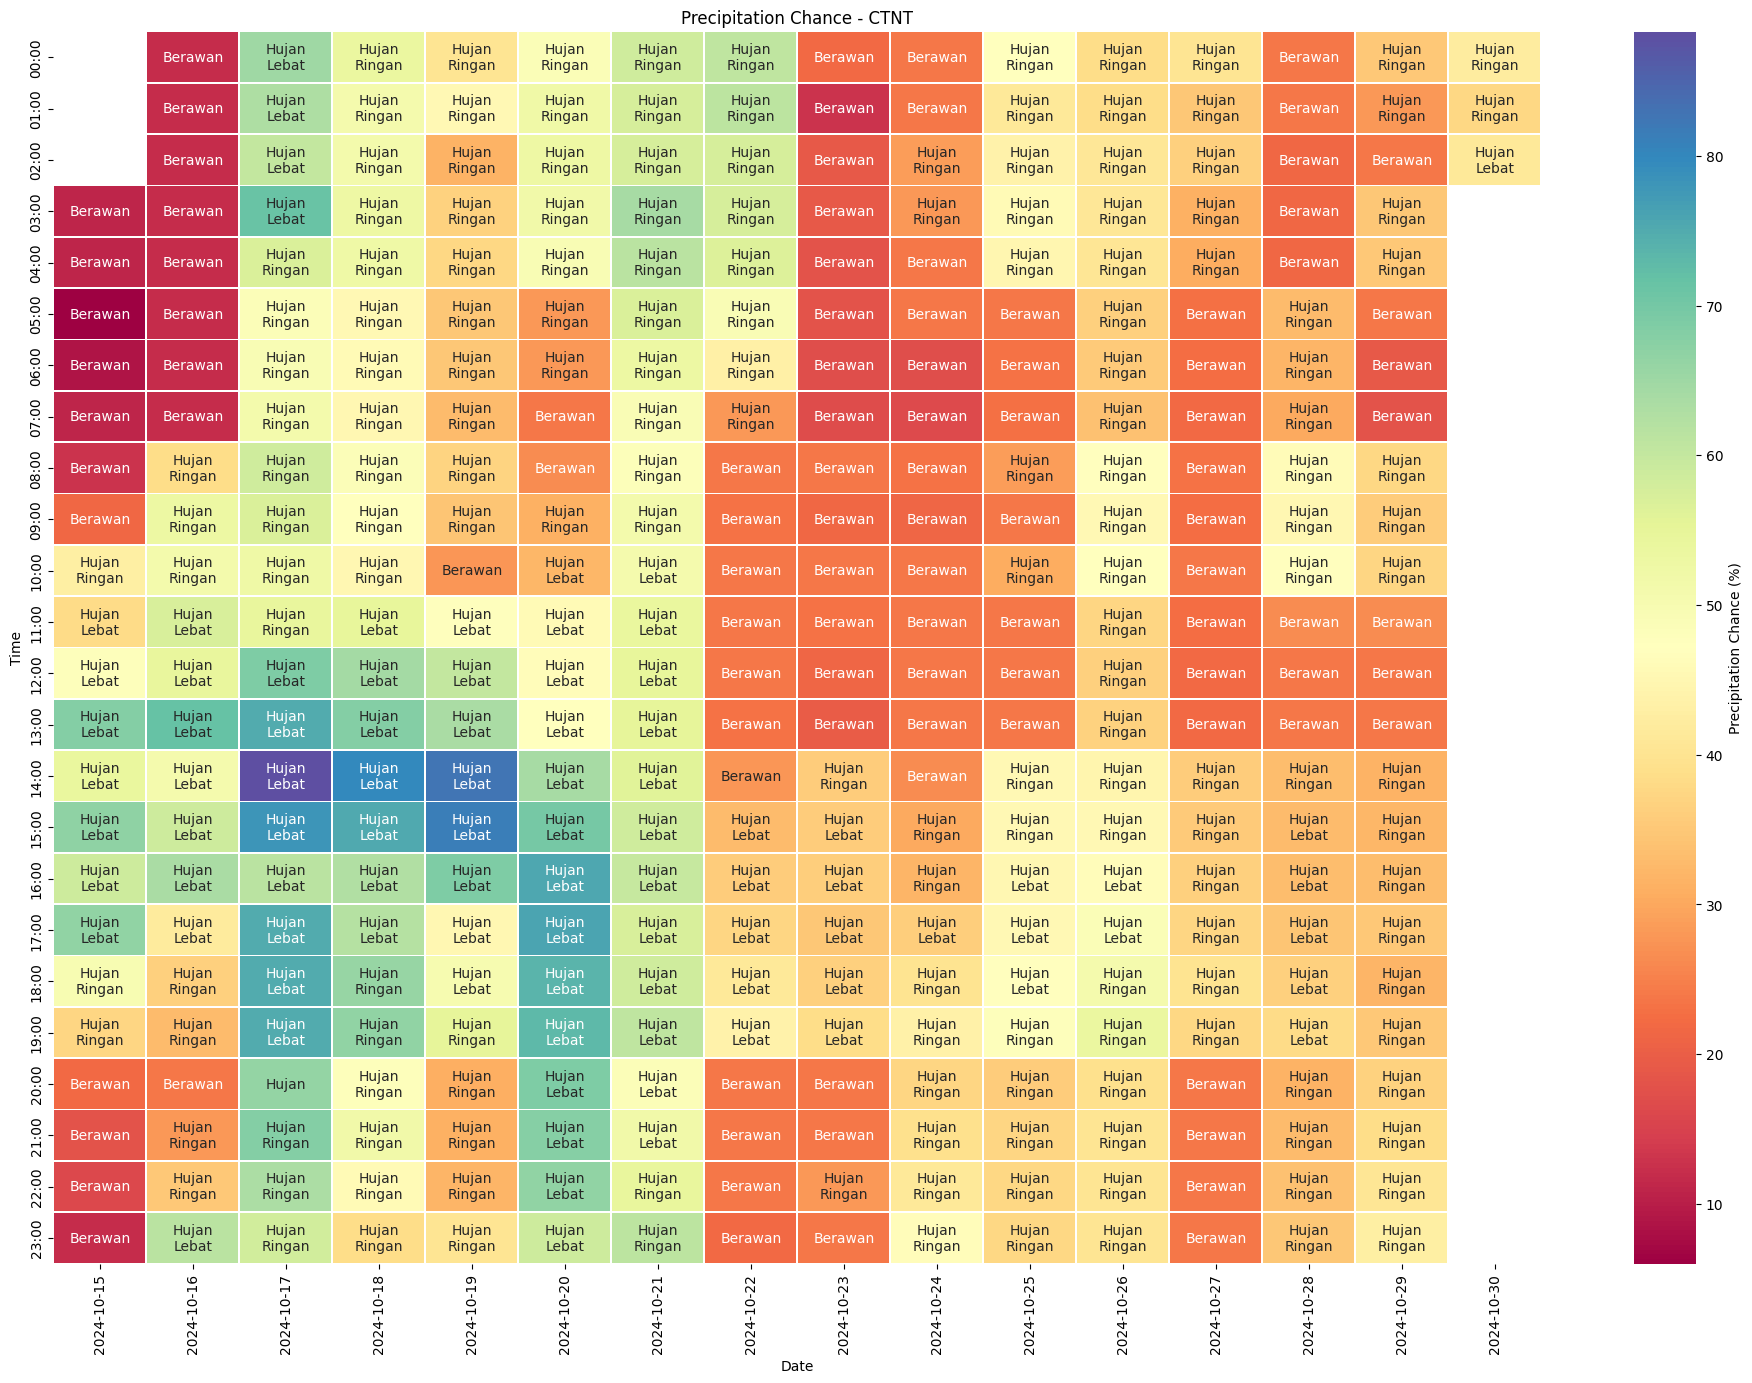 Precipitation Chance - CTNT
00:00 Berawan Hujan Lebat Hujan Ringan Hujan Ringan Hujan Ringan Hujan Ringan Hujan Ringan Berawan Berawan Hujan Ringan Hujan Ringan Hujan Ringan Berawan Hujan Ringan Hujan Ringan
01:00 Berawan Hujan Lebat Hujan Ringan Hujan Ringan Hujan Ringan Hujan Ringan Hujan Ringan Berawan Berawan Hujan Ringan Hujan Ringan Hujan Ringan Berawan Hujan Ringan Hujan Ringan
02:00 Berawan Hujan Lebat Hujan Ringan Hujan Ringan Hujan Ringan Hujan Ringan Hujan Ringan Berawan Hujan Ringan Hujan Ringan Hujan Ringan Hujan Ringan Berawan Berawan Hujan Lebat
03:00 Berawan Berawan Hujan Lebat Hujan Ringan Hujan Ringan Hujan Ringan Hujan Ringan Hujan Ringan Berawan Hujan Ringan Hujan Ringan Hujan Ringan Hujan Ringan Berawan Hujan Ringan
04:00 Berawan Berawan Hujan Ringan Hujan Ringan Hujan Ringan Hujan Ringan Hujan Ringan Hujan Ringan Berawan Berawan Hujan Ringan Hujan Ringan Hujan Ringan Berawan Hujan Ringan
05:00 Berawan Berawan Hujan Ringan Hujan Ringan Hujan Ringan Hujan Ringan Hujan Ringan Hujan Ringan Berawan Berawan Berawan Hujan Ringan Berawan Hujan Ringan Berawan
06:00 Berawan Berawan Hujan Ringan Hujan Ringan Hujan Ringan Hujan Ringan Hujan Ringan Hujan Ringan Berawan Berawan Berawan Hujan Ringan Berawan Hujan Ringan Berawan
07:00 Berawan Berawan Hujan Ringan Hujan Ringan Hujan Ringan Berawan Hujan Ringan Hujan Ringan Berawan Berawan Berawan Hujan Ringan Berawan Hujan Ringan Berawan
08:00 Berawan Hujan Ringan Hujan Ringan Hujan Ringan Hujan Ringan Berawan Hujan Ringan Berawan Berawan Berawan Hujan Ringan Hujan Ringan Berawan Hujan Ringan Hujan Ringan
09:00 Berawan Hujan Ringan Hujan Ringan Hujan Ringan Hujan Ringan Hujan Ringan Hujan Ringan Berawan Berawan Berawan Berawan Hujan Ringan Berawan Hujan Ringan Hujan Ringan
10:00 Hujan Ringan Hujan Ringan Hujan Ringan Hujan Ringan Berawan Hujan Lebat Hujan Lebat Berawan Berawan Berawan Hujan Ringan Hujan Ringan Berawan Hujan Ringan Hujan Ringan
11:00 Hujan Lebat Hujan Lebat Hujan Ringan Hujan Lebat Hujan Lebat Hujan Lebat Hujan Lebat Berawan Berawan Berawan Berawan Hujan Ringan Berawan Berawan Berawan
12:00 Hujan Lebat Hujan Lebat Hujan Lebat Hujan Lebat Hujan Lebat Hujan Lebat Hujan Lebat Berawan Berawan Berawan Berawan Hujan Ringan Berawan Berawan Berawan
13:00 Hujan Lebat Hujan Lebat Hujan Lebat Hujan Lebat Hujan Lebat Hujan Lebat Hujan Lebat Berawan Berawan Berawan Berawan Hujan Ringan Berawan Berawan Berawan
14:00 Hujan Lebat Hujan Lebat Hujan Lebat Hujan Lebat Hujan Lebat Hujan Lebat Hujan Lebat Berawan Hujan Ringan Berawan Hujan Ringan Hujan Ringan Hujan Ringan Hujan Ringan Hujan Ringan
15:00 Hujan Lebat Hujan Lebat Hujan Lebat Hujan Lebat Hujan Lebat Hujan Lebat Hujan Lebat Hujan Lebat Hujan Lebat Hujan Ringan Hujan Ringan Hujan Ringan Hujan Ringan Hujan Lebat Hujan Ringan
16:00 Hujan Lebat Hujan Lebat Hujan Lebat Hujan Lebat Hujan Lebat Hujan Lebat Hujan Lebat Hujan Lebat Hujan Lebat Hujan Ringan Hujan Lebat Hujan Lebat Hujan Ringan Hujan Lebat Hujan Ringan
17:00 Hujan Lebat Hujan Lebat Hujan Lebat Hujan Lebat Hujan Lebat Hujan Lebat Hujan Lebat Hujan Lebat Hujan Lebat Hujan Lebat Hujan Lebat Hujan Lebat Hujan Ringan Hujan Lebat Hujan Ringan
18:00 Hujan Ringan Hujan Ringan Hujan Lebat Hujan Ringan Hujan Lebat Hujan Lebat Hujan Lebat Hujan Lebat Hujan Lebat Hujan Ringan Hujan Lebat Hujan Ringan Hujan Ringan Hujan Lebat Hujan Ringan
19:00 Hujan Ringan Hujan Ringan Hujan Lebat Hujan Ringan Hujan Ringan Hujan Lebat Hujan Lebat Hujan Lebat Hujan Lebat Hujan Ringan Hujan Ringan Hujan Ringan Hujan Ringan Hujan Lebat Hujan Ringan
20:00 Berawan Berawan Hujan Hujan Ringan Hujan Ringan Hujan Lebat Hujan Lebat Berawan Berawan Hujan Ringan Hujan Ringan Hujan Ringan Berawan Hujan Ringan Hujan Ringan
21:00 Berawan Hujan Ringan Hujan Ringan Hujan Ringan Hujan Ringan Hujan Lebat Hujan Lebat Berawan Berawan Hujan Ringan Hujan Ringan Hujan Ringan Berawan Hujan Ringan Hujan Ringan
22:00 Berawan Hujan Ringan Hujan Ringan Hujan Ringan Hujan Ringan Hujan Lebat Hujan Ringan Berawan Hujan Ringan Hujan Ringan Hujan Ringan Hujan Ringan Berawan Hujan Ringan Hujan Ringan
23:00 Berawan Hujan Lebat Hujan Ringan Hujan Ringan Hujan Ringan Hujan Lebat Hujan Ringan Berawan Berawan Hujan Ringan Hujan Ringan Hujan Ringan Berawan Hujan Ringan Hujan Ringan
Time
2024-10-15 2024-10-16 2024-10-17 2024-10-18 2024-10-19 2024-10-20 2024-10-21 2024-10-22 2024-10-23 2024-10-24 2024-10-25 2024-10-26 2024-10-27 2024-10-28 2024-10-29 2024-10-30
Date
80
70
60
50
40
30
20
10
Precipitation Chance (%)